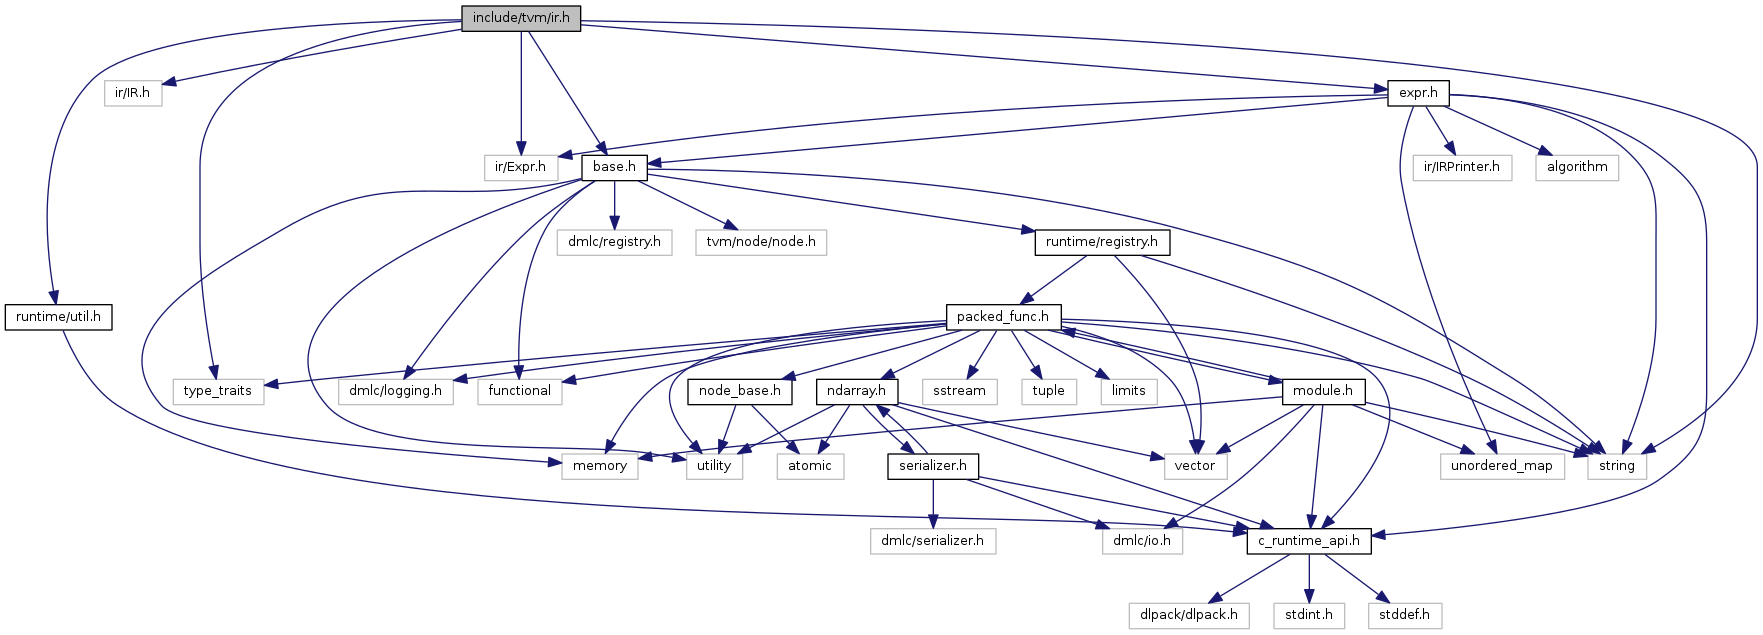 include/tvm/ir.h
ir/IR.h
expr.h
ir/Expr.h
base.h
ir/IRPrinter.h
algorithm
dmlc/registry.h
tvm/node/node.h
runtime/registry.h
runtime/util.h
packed_func.h
type_traits
dmlc/logging.h
functional
node_base.h
ndarray.h
sstream
tuple
limits
module.h
memory
utility
atomic
serializer.h
vector
unordered_map
string
dmlc/serializer.h
dmlc/io.h
c_runtime_api.h
dlpack/dlpack.h
stdint.h
stddef.h